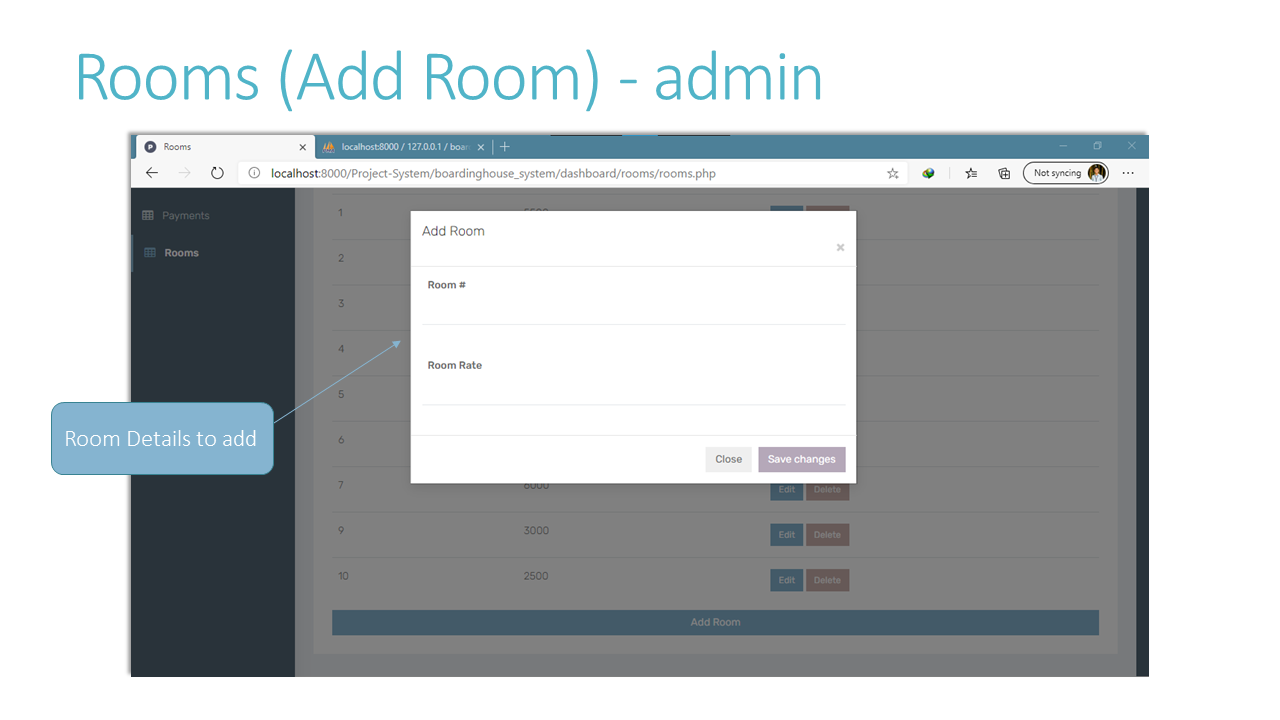 Rooms (Add Room) - admin
Rooms
localhost:8000 / 127.0.0.1 / boar
localhost:8000/Project-System/boardinghouse_system/dashboard/rooms/rooms.php
Not syncing
Payments
Rooms
1 5500
Add Room
2
Room #
3
4
Room Rate
5
Room Details to add
6
Close Save changes
7 6000 Edit Delete
9 3000 Edit Delete
10 2500 Edit Delete
Add Room